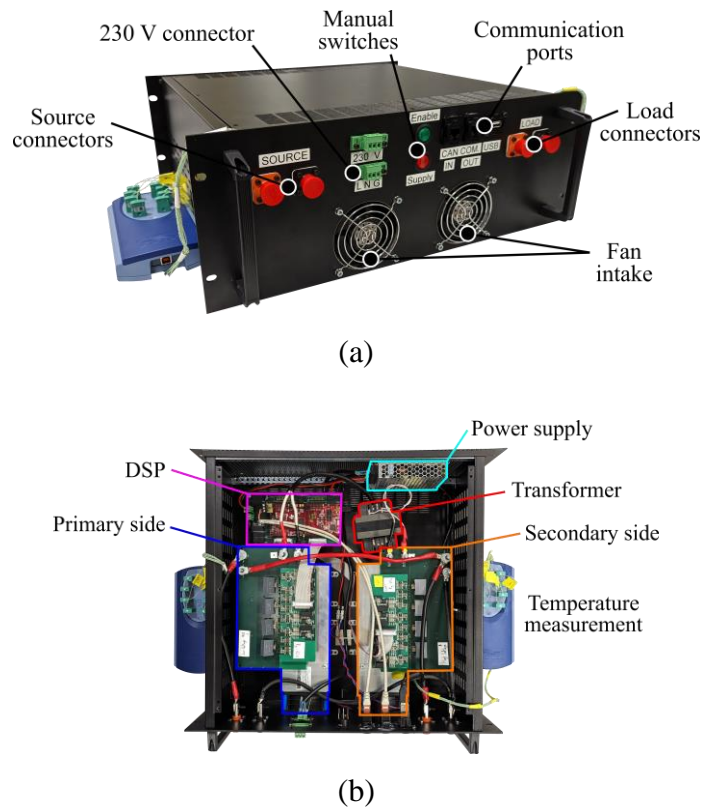 Manual
switches
230 V connector
Communication
ports
Source
connectors
Load
connectors
Enable
LOAD
SOURCE
230 V
CAN COM. USB
IN OUT
L N G
Supply
Fan
intake
(a)
Power supply
DSP
Transformer
Primary side
Secondary side
Temperature
measurement
(b)